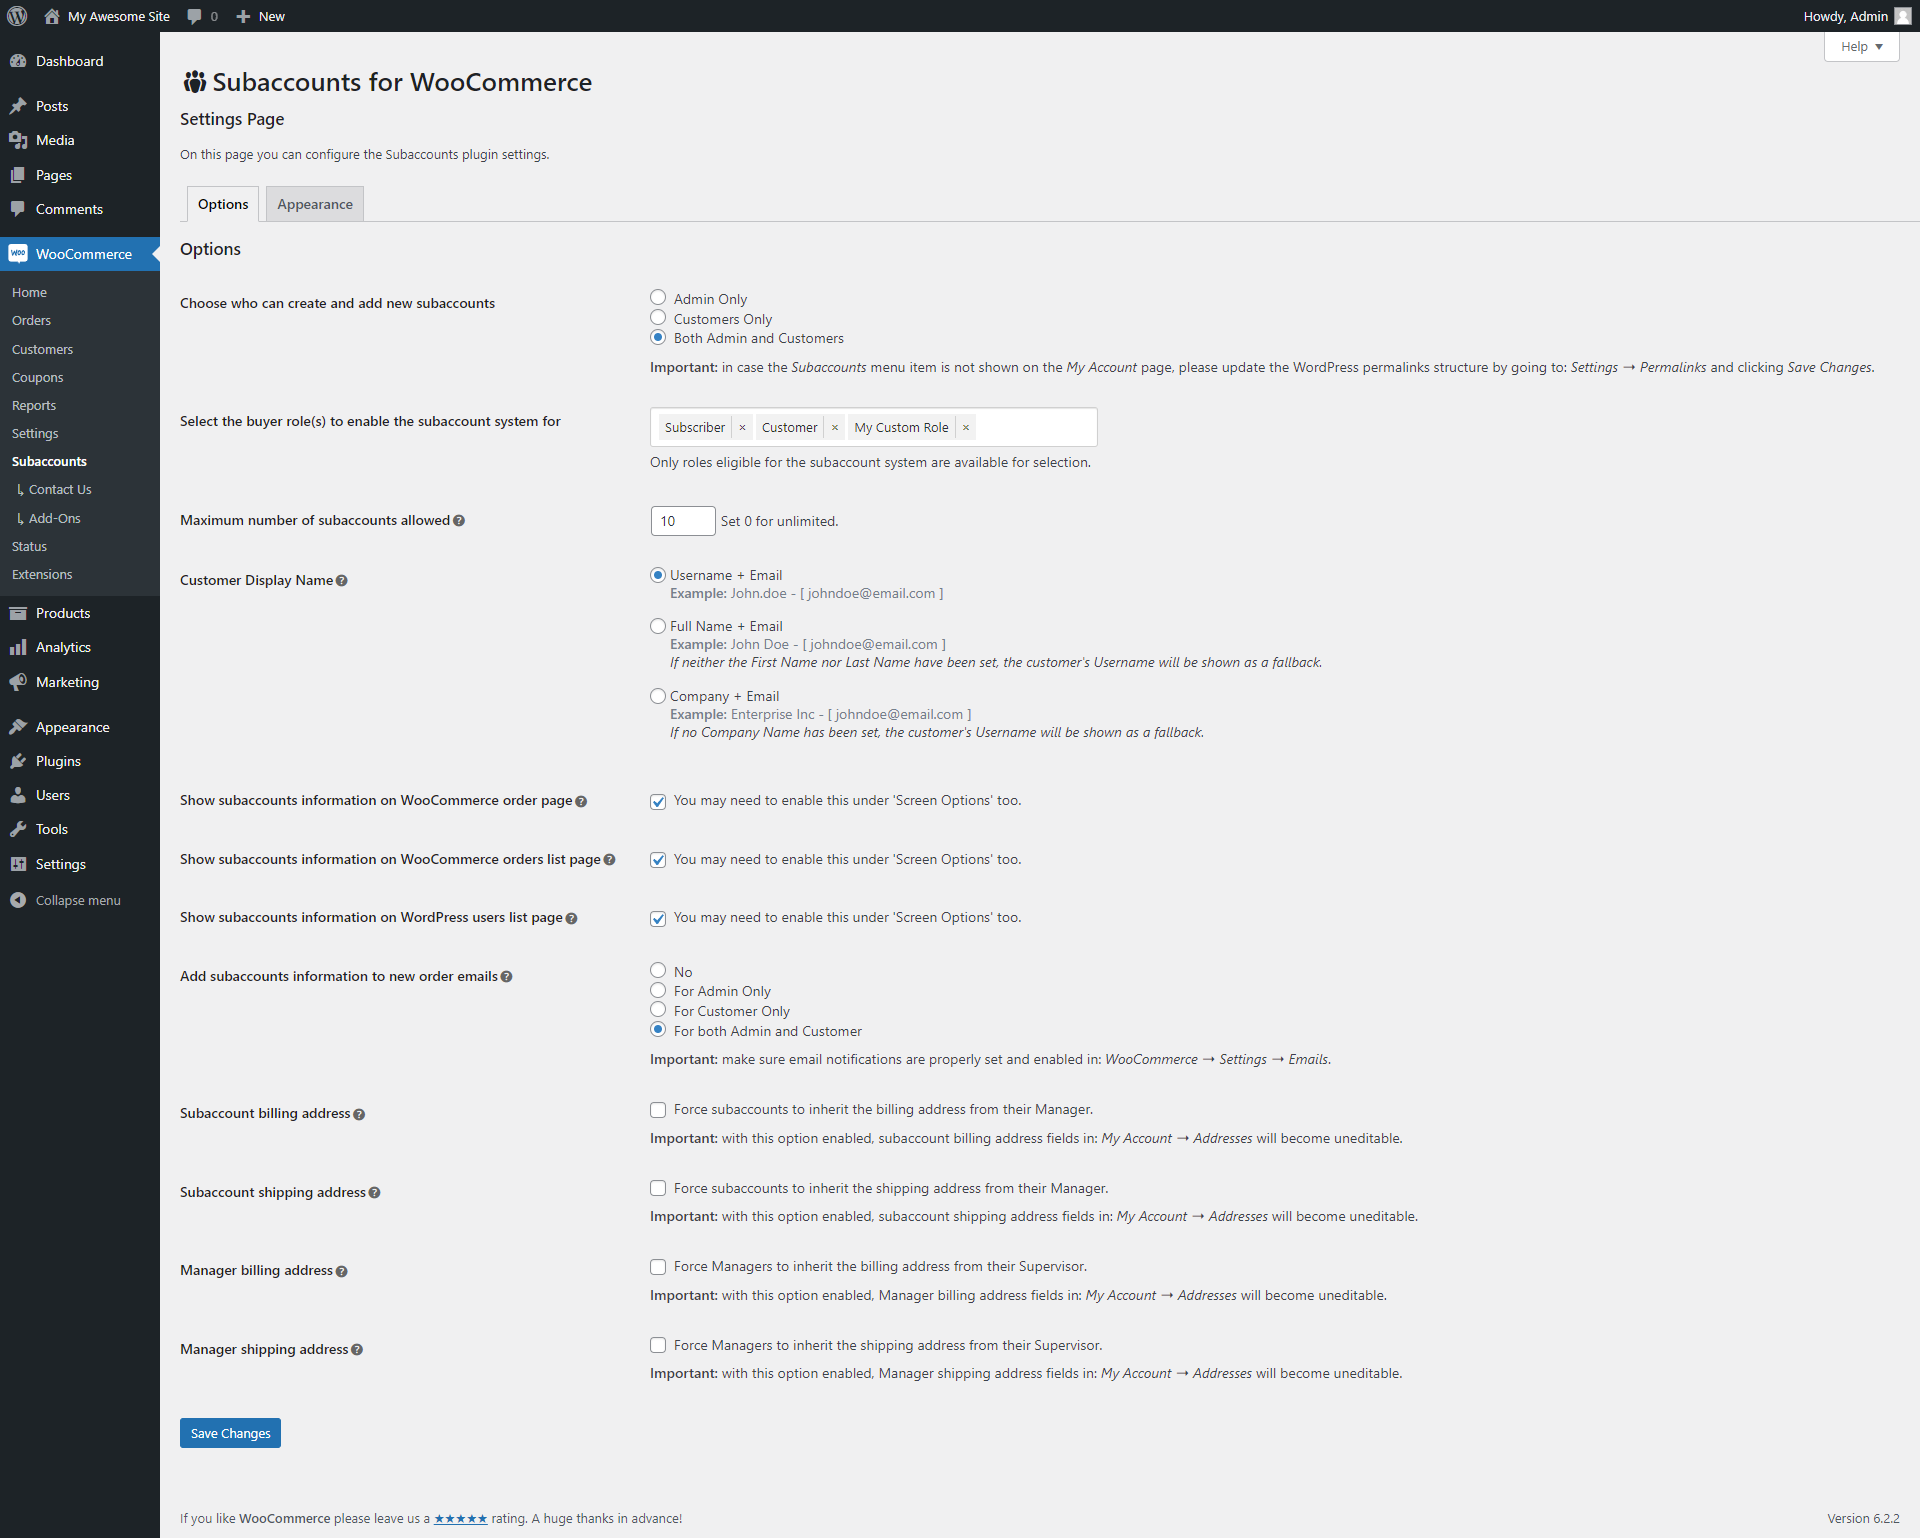 My Awesome Site 0 New Howdy, Admin
Help ▼
Dashboard
Posts
Media
Pages
Comments
WooCommerce
Home
Orders
Customers
Coupons
Reports
Settings
Subaccounts
↳ Contact Us
↳ Add-Ons
Status
Extensions
Products
Analytics
Marketing
Appearance
Plugins
Users
Tools
Settings
Collapse menu
Subaccounts for WooCommerce
Settings Page
On this page you can configure the Subaccounts plugin settings.
Options Appearance
Options
Choose who can create and add new subaccounts
Admin Only
Customers Only
Both Admin and Customers
Important: in case the Subaccounts menu item is not shown on the My Account page, please update the WordPress permalinks structure by going to: Settings → Permalinks and clicking Save Changes.
Select the buyer role(s) to enable the subaccount system for
Subscriber × Customer × My Custom Role ×
Only roles eligible for the subaccount system are available for selection.
Maximum number of subaccounts allowed ?
10 Set 0 for unlimited.
Customer Display Name ?
Username + Email
Example: John.doe - [ johndoe@email.com ]
Full Name + Email
Example: John Doe - [ johndoe@email.com ]
If neither the First Name nor Last Name have been set, the customer's Username will be shown as a fallback.
Company + Email
Example: Enterprise Inc - [ johndoe@email.com ]
If no Company Name has been set, the customer's Username will be shown as a fallback.
Show subaccounts information on WooCommerce order page ?
You may need to enable this under 'Screen Options' too.
Show subaccounts information on WooCommerce orders list page ?
You may need to enable this under 'Screen Options' too.
Show subaccounts information on WordPress users list page ?
You may need to enable this under 'Screen Options' too.
Add subaccounts information to new order emails ?
No
For Admin Only
For Customer Only
For both Admin and Customer
Important: make sure email notifications are properly set and enabled in: WooCommerce → Settings → Emails.
Subaccount billing address ?
Force subaccounts to inherit the billing address from their Manager.
Important: with this option enabled, subaccount billing address fields in: My Account → Addresses will become uneditable.
Subaccount shipping address ?
Force subaccounts to inherit the shipping address from their Manager.
Important: with this option enabled, subaccount shipping address fields in: My Account → Addresses will become uneditable.
Manager billing address ?
Force Managers to inherit the billing address from their Supervisor.
Important: with this option enabled, Manager billing address fields in: My Account → Addresses will become uneditable.
Manager shipping address ?
Force Managers to inherit the shipping address from their Supervisor.
Important: with this option enabled, Manager shipping address fields in: My Account → Addresses will become uneditable.
Save Changes
If you like WooCommerce please leave us a ★★★★★ rating. A huge thanks in advance!
Version 6.2.2